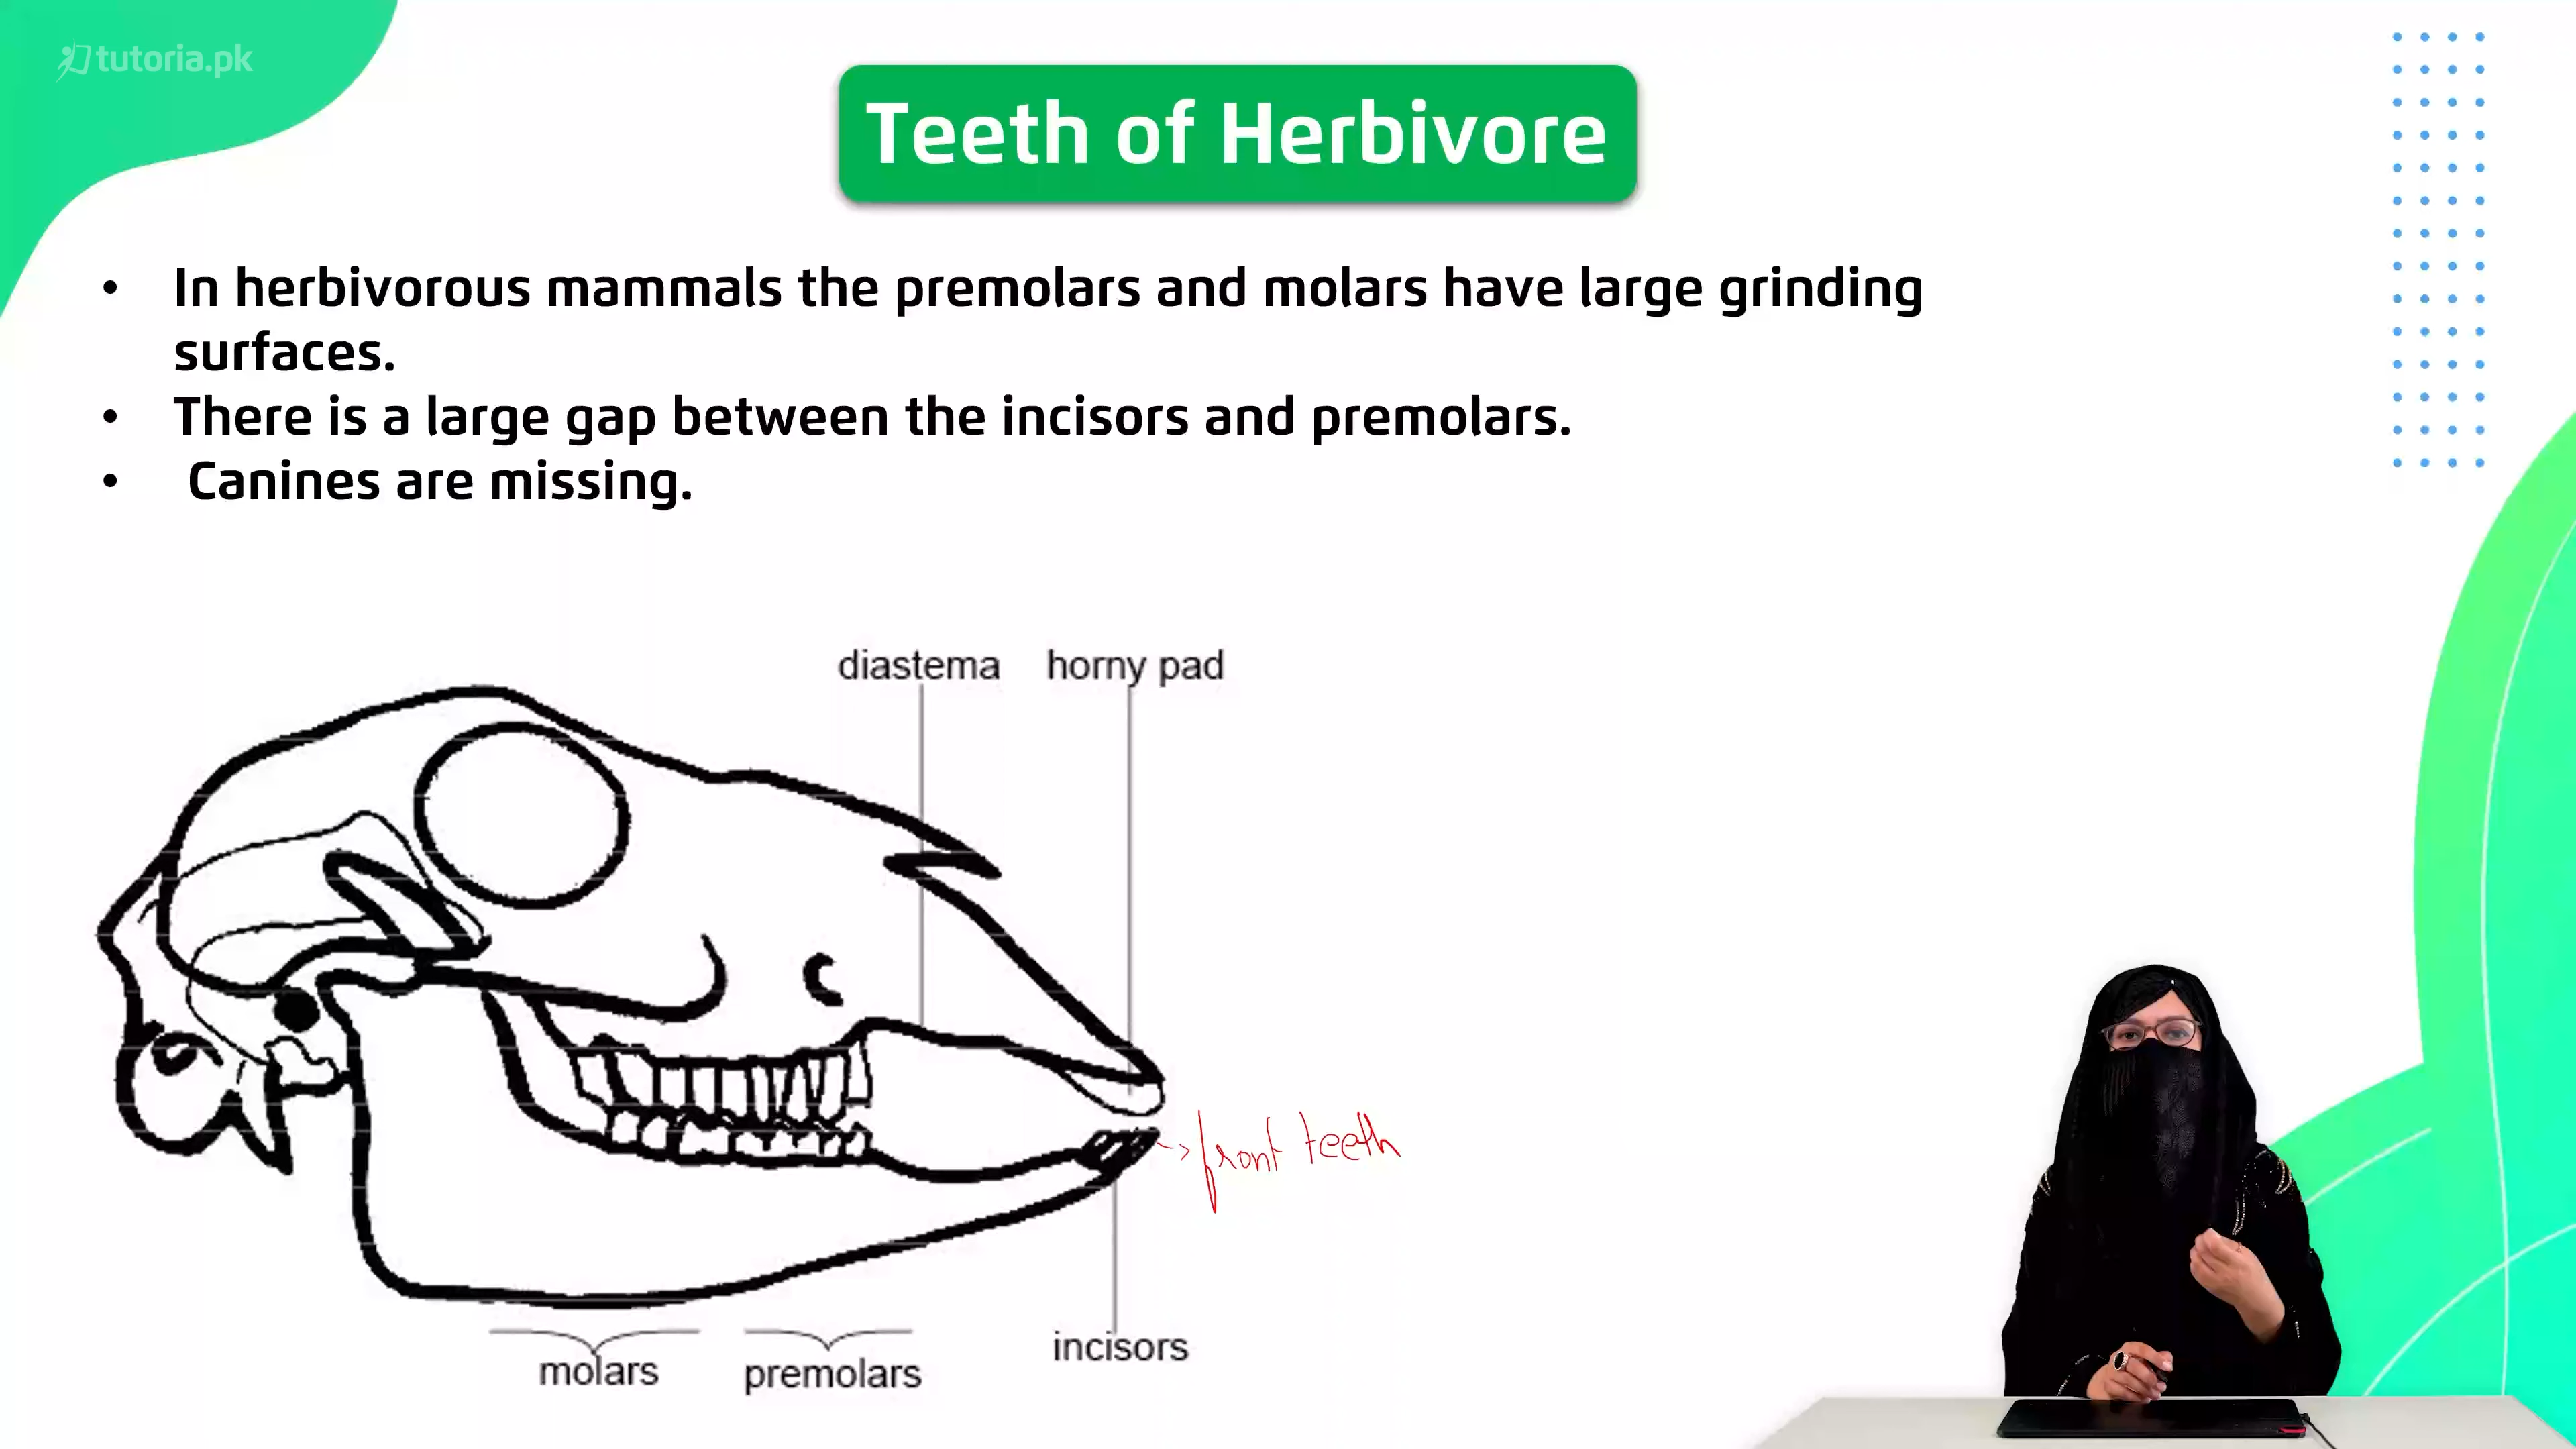 tutoria.pk
Teeth of Herbivore
• In herbivorous mammals the premolars and molars have large grinding
surfaces.
• There is a large gap between the incisors and premolars.
• Canines are missing.
diastema horny pad
front teeth
incisors
molars premolars